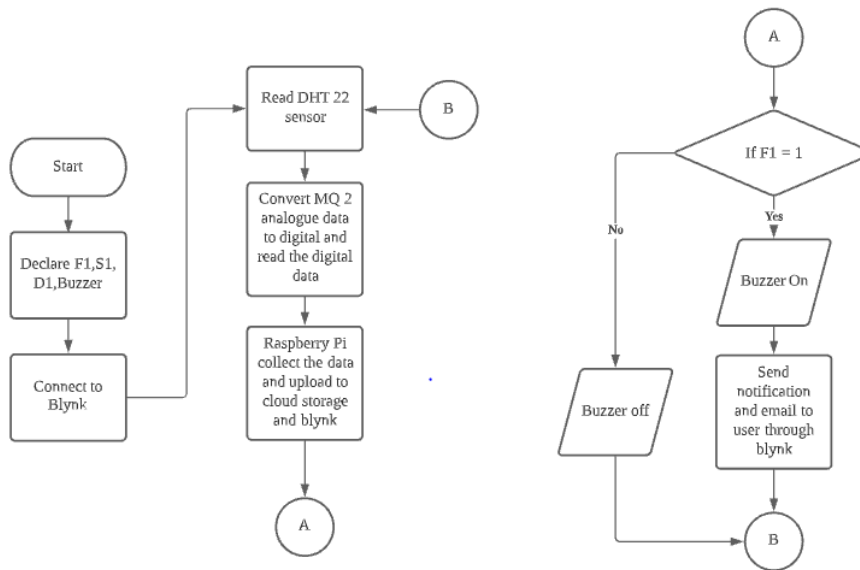 Start
Declare F1,S1,
D1,Buzzer
Connect to
Blynk
Read DHT 22
sensor
B
Convert MQ 2
analogue data
to digital and
read the digital
data
Raspberry Pi
collect the data
and upload to
cloud storage
and blynk
A
A
If F1 = 1
No
Yes
Buzzer On
Buzzer off
Send
notification
and email to
user through
blynk
B